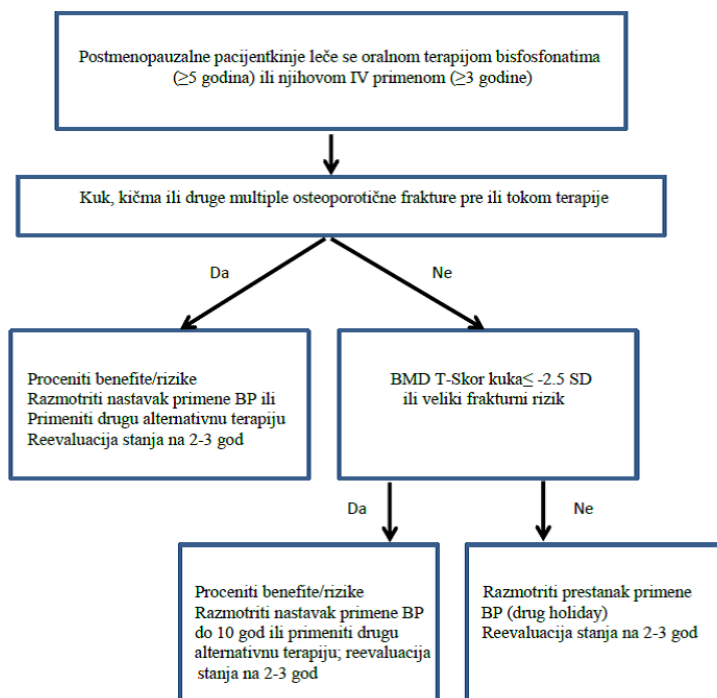 Postmenopauzalne pacijentkinje leče se oralnom terapijom bisfosfonatima
(≥5 godina) ili njihovom IV primenom (≥3 godine)
Kuk, kičma ili druge multiple osteoporotične frakture pre ili tokom terapije
Da
Ne
Proceniti benefite/rizike
Razmotriti nastavak primene BP ili
Primeniti drugu alternativnu terapiju
Reevaluacija stanja na 2-3 god
BMD T-Skor kuka≤ -2.5 SD
ili veliki frakturni rizik
Da
Ne
Proceniti benefite/rizike
Razmotriti nastavak primene BP
do 10 god ili primeniti drugu
alternativnu terapiju; reevaluacija
stanja na 2-3 god
Razmotriti prestanak primene
BP (drug holiday)
Reevaluacija stanja na 2-3 god